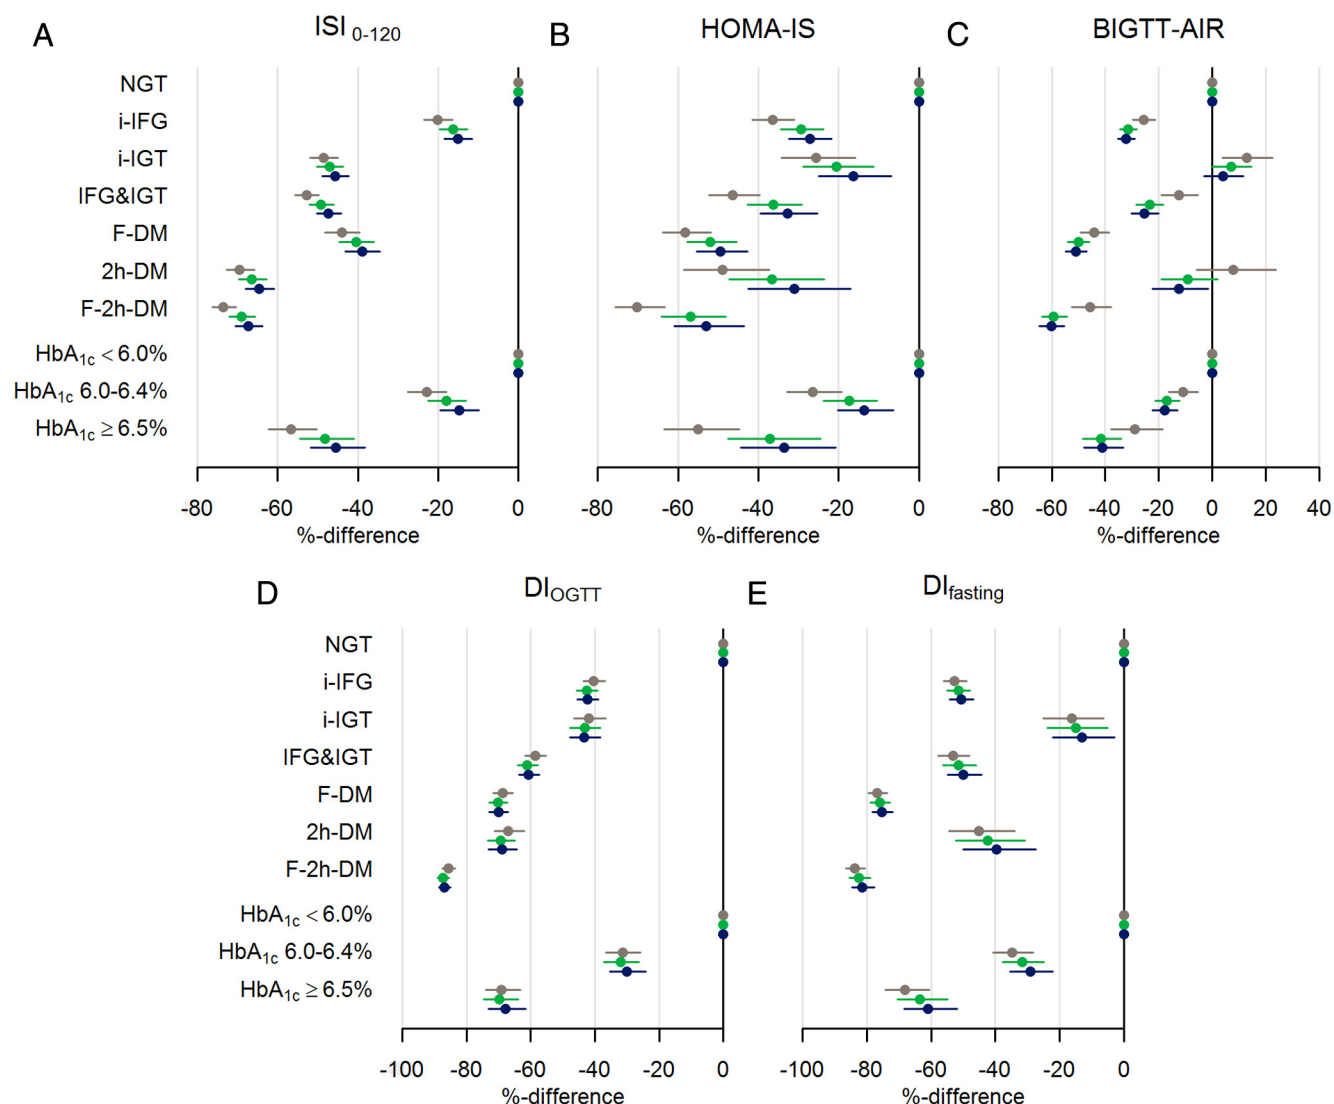 A ISI 0-120 B HOMA-IS C BIGTT-AIR
NGT
i-IFG
i-IGT
IFG&IGT
F-DM
2h-DM
F-2h-DM
HbA1c < 6.0%
HbA1c 6.0-6.4%
HbA1c ≥ 6.5%
-80 -60 -40 -20 0 -80 -60 -40 -20 0 -80 -60 -40 -20 0 20 40
%-difference %-difference %-difference
D DIOGTT E DIfasting
NGT
i-IFG
i-IGT
IFG&IGT
F-DM
2h-DM
F-2h-DM
HbA1c < 6.0%
HbA1c 6.0-6.4%
HbA1c ≥ 6.5%
-100 -80 -60 -40 -20 0 -100 -80 -60 -40 -20 0
%-difference %-difference